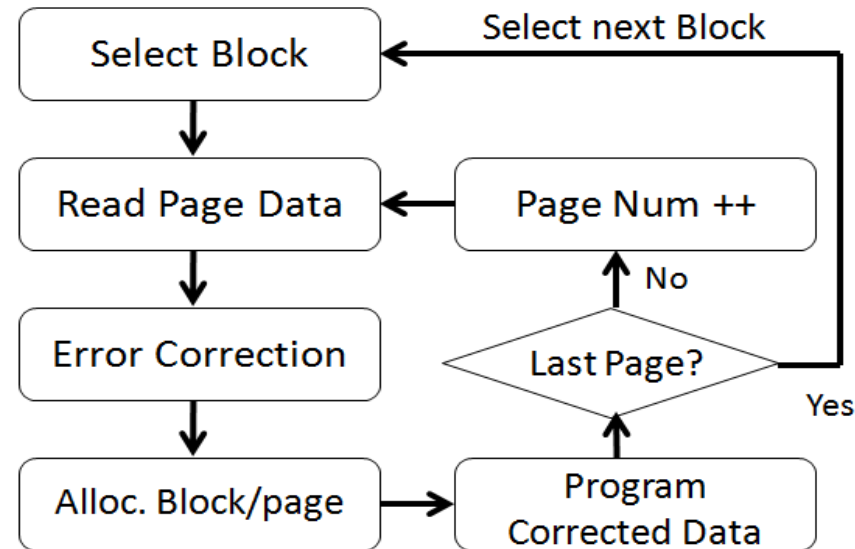 Select Block
Select next Block
Read Page Data
Page Num ++
No
Error Correction
Last Page?
Yes
Alloc. Block/page
Program
Corrected Data